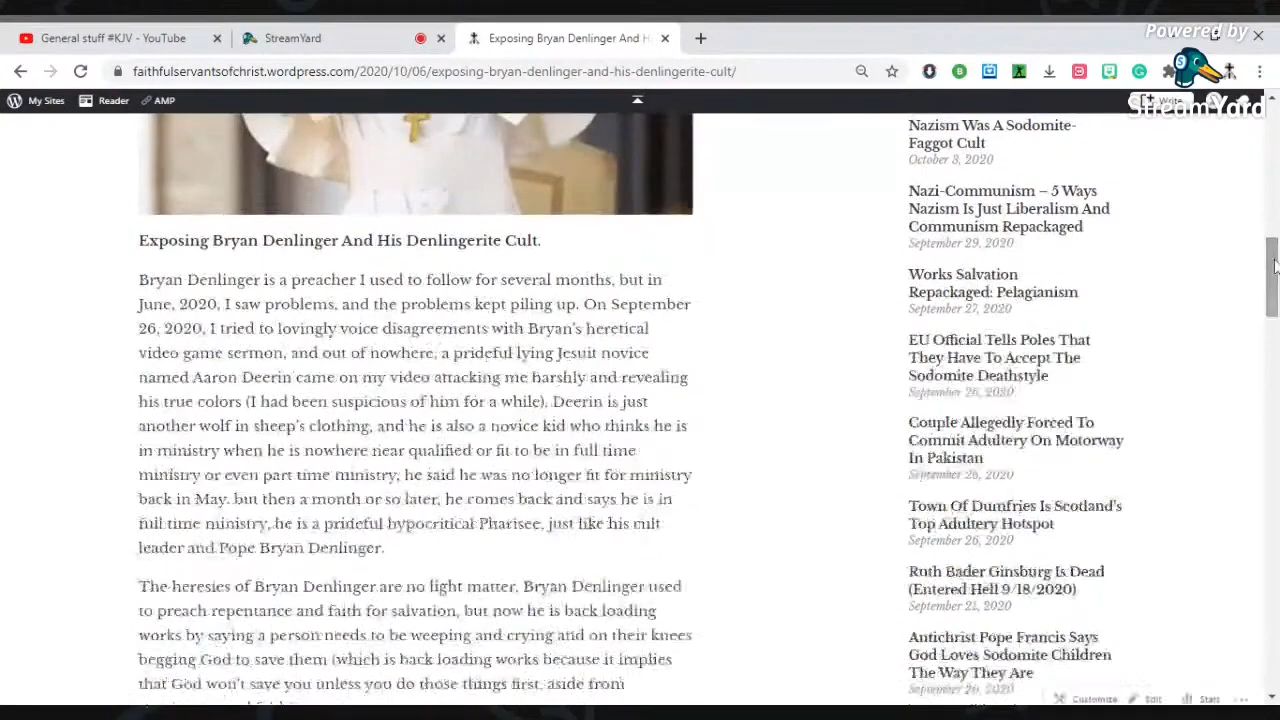 General stuff #KJV - YouTube
StreamYard
Exposing Bryan Denlinger And H
Powered by
faithfulservantsofchrist.wordpress.com/2020/10/06/exposing-bryan-denlinger-and-his-denlingerite-cult/
My Sites
Reader
AMP
Write
StreamYard
Exposing Bryan Denlinger And His Denlingerite Cult.
Bryan Denlinger is a preacher I used to follow for several months, but in
June, 2020, I saw problems, and the problems kept piling up. On September
26, 2020, I tried to lovingly voice disagreements with Bryan's heretical
video game sermon, and out of nowhere, a prideful lying Jesuit novice
named Aaron Deerin came on my video attacking me harshly and revealing
his true colors (I had been suspicious of him for a while). Deerin is just
another wolf in sheep's clothing, and he is also a novice kid who thinks he is
in ministry when he is nowhere near qualified or fit to be in full time
ministry or even part time ministry, he said he was no longer fit for ministry
back in May, but then a month or so later, he comes back and says he is in
full time ministry, he is a prideful hypocritical Pharisee, just like his cult
leader and Pope Bryan Denlinger.
The heresies of Bryan Denlinger are no light matter, Bryan Denlinger used
to preach repentance and faith for salvation, but now he is back loading
works by saying a person needs to be weeping and crying and on their knees
begging God to save them (which is back loading works because it implies
that God won't save you unless you do those things first, aside from
Nazism Was A Sodomite-
Faggot Cult
October 3, 2020
Nazi-Communism – 5 Ways
Nazism Is Just Liberalism And
Communism Repackaged
September 29, 2020
Works Salvation
Repackaged: Pelagianism
September 27, 2020
EU Official Tells Poles That
They Have To Accept The
Sodomite Deathstyle
September 26, 2020
Couple Allegedly Forced To
Commit Adultery On Motorway
In Pakistan
September 26, 2020
Town Of Dumfries Is Scotland's
Top Adultery Hotspot
September 26, 2020
Ruth Bader Ginsburg Is Dead
(Entered Hell 9/18/2020)
September 21, 2020
Antichrist Pope Francis Says
God Loves Sodomite Children
The Way They Are
September 20, 2020
Customize
Edit
Stats